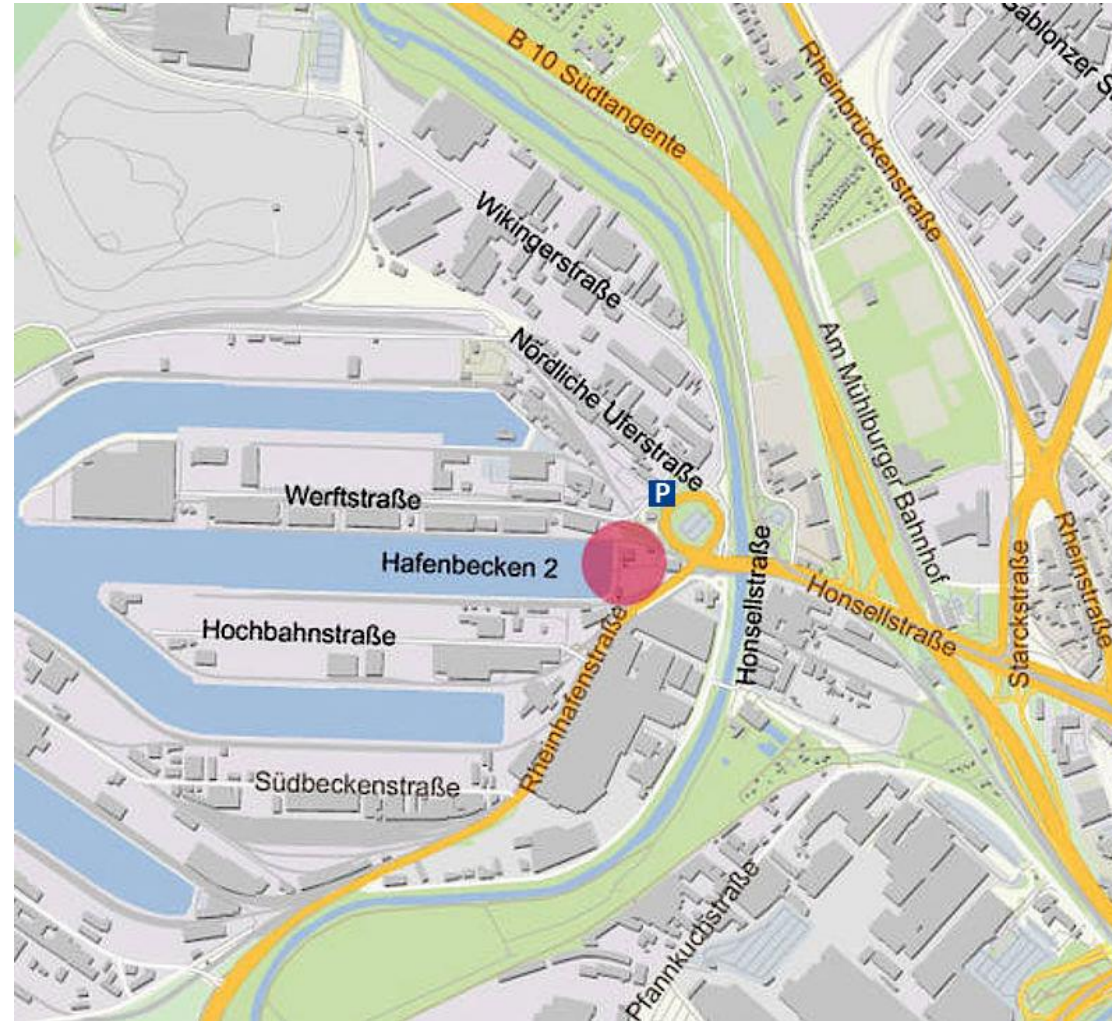 Gablonzer S
B 10 Südtangente
Rheinbrückenstraße
Wikingerstraße
Nördliche Uferstraße
Am Mühlburger Bahnhof
P
Werftstraße
Hafenbecken 2
Honsellstraße
Honsellstraße
Starckstraße
Rheinstraße
Hochbahnstraße
Rheinhafenstraße
Südbeckenstraße
Pfannkuchstraße